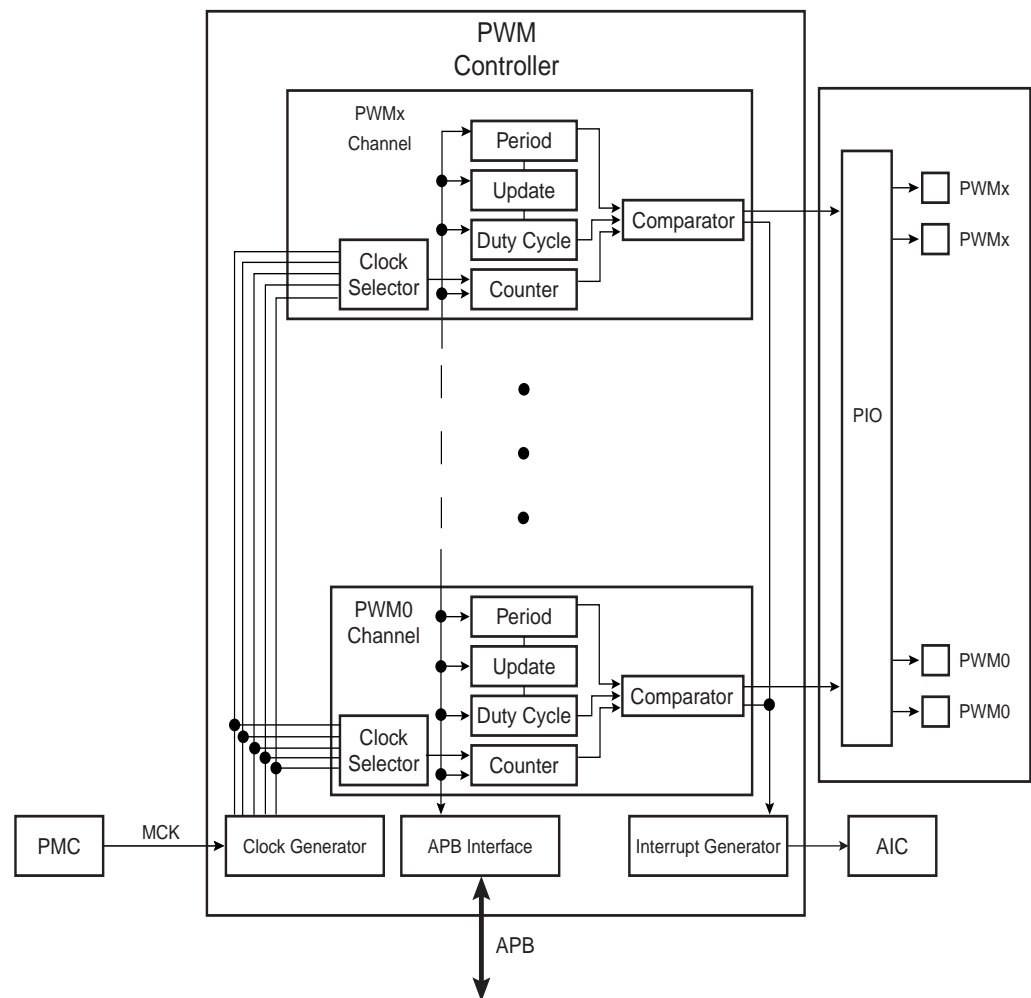 PWM
Controller
PWMx
Channel
Period
Update
Duty Cycle
Comparator
Clock
Selector
Counter
PIO
PWMx
PWMx
PWM0
Channel
Period
Update
Duty Cycle
Comparator
Clock
Selector
Counter
PWM0
PWM0
PMC
MCK
Clock Generator
APB Interface
Interrupt Generator
AIC
APB